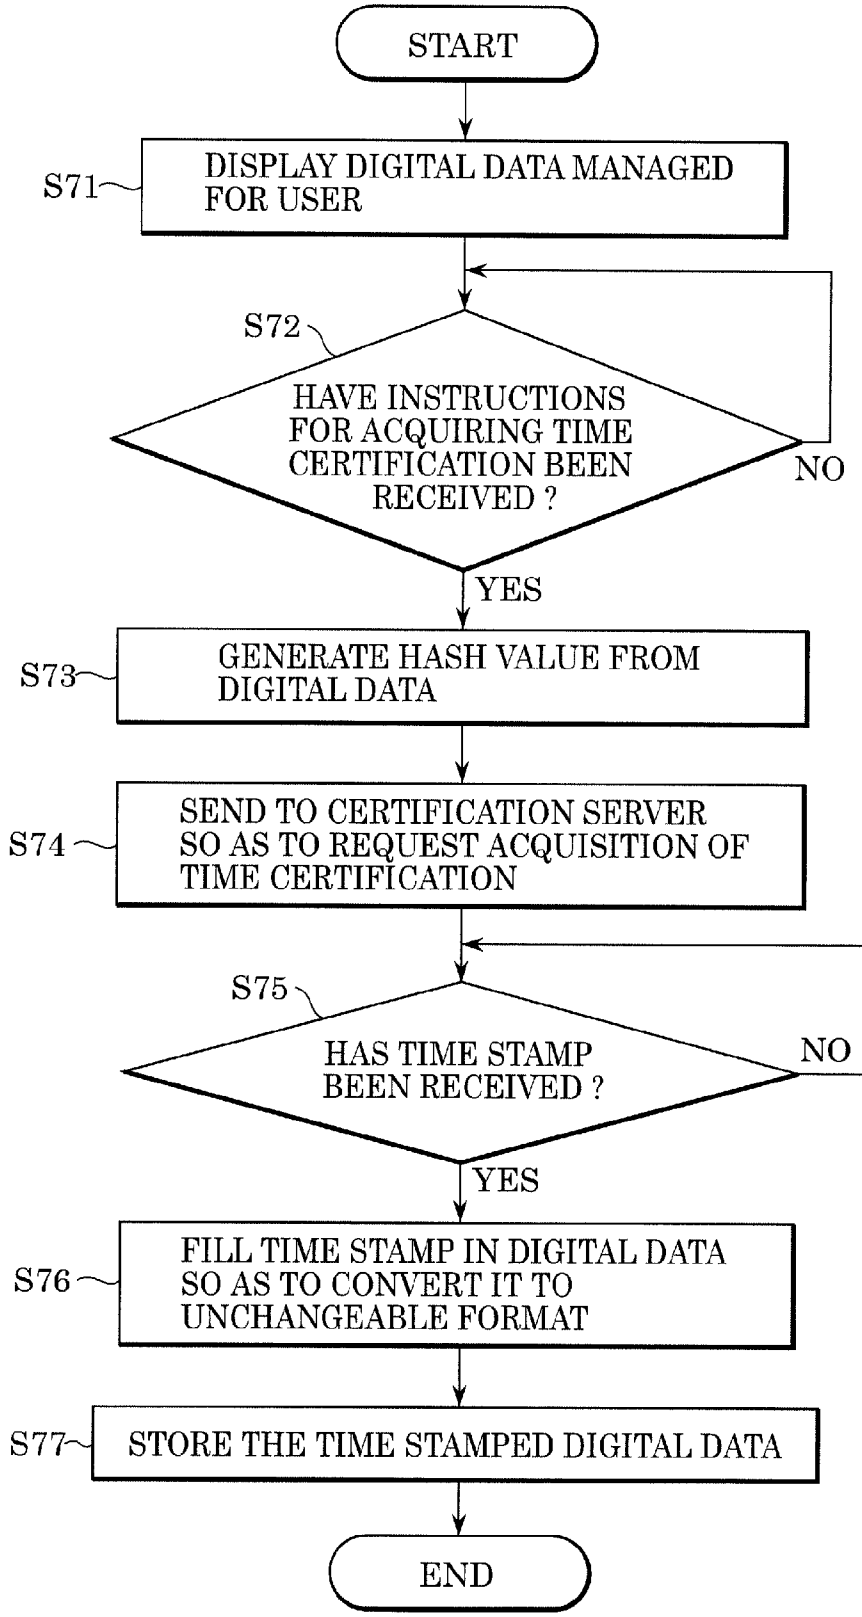 START
S71
DISPLAY DIGITAL DATA MANAGED
FOR USER
S72
HAVE INSTRUCTIONS
FOR ACQUIRING TIME
CERTIFICATION BEEN
RECEIVED ?
NO
YES
S73
GENERATE HASH VALUE FROM
DIGITAL DATA
S74
SEND TO CERTIFICATION SERVER
SO AS TO REQUEST ACQUISITION OF
TIME CERTIFICATION
S75
HAS TIME STAMP
BEEN RECEIVED ?
NO
YES
S76
FILL TIME STAMP IN DIGITAL DATA
SO AS TO CONVERT IT TO
UNCHANGEABLE FORMAT
S77
STORE THE TIME STAMPED DIGITAL DATA
END